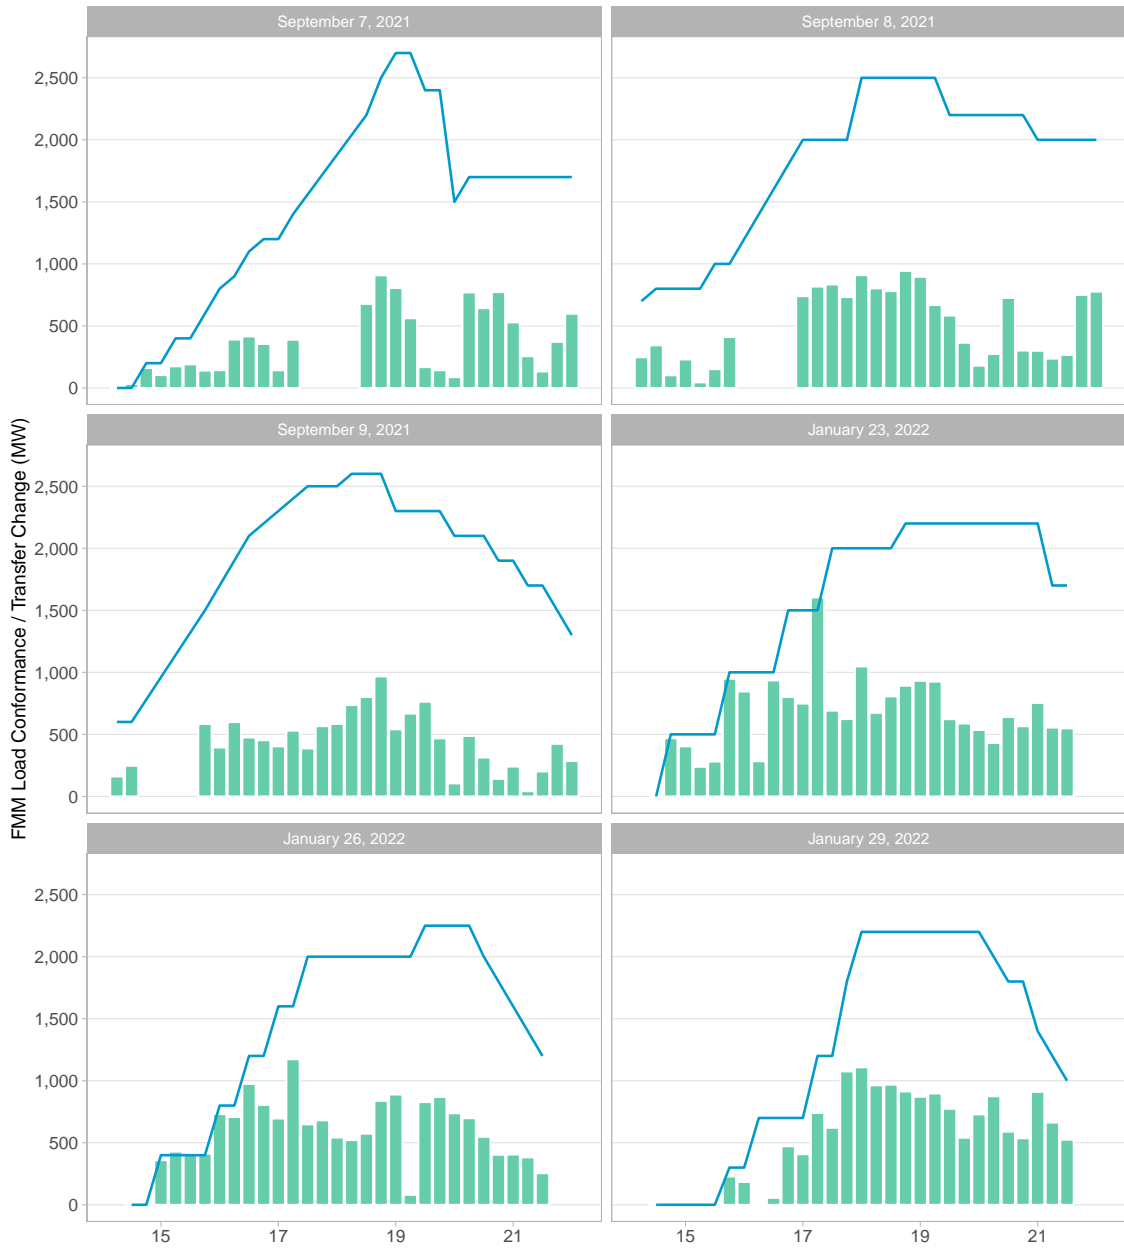 September 7, 2021
September 8, 2021
2,500
2,000
1,500
1,000
500
0
FMM Load Conformance / Transfer Change (MW)
September 9, 2021
January 23, 2022
2,500
2,000
1,500
1,000
500
0
January 26, 2022
January 29, 2022
2,500
2,000
1,500
1,000
500
0
15 17 19 21
15 17 19 21